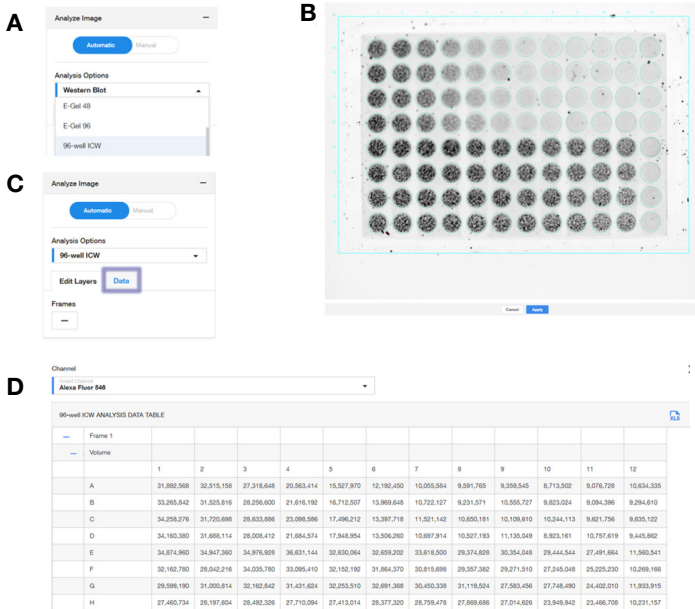 A
Analyze Image
Automatic Manual
Analysis Options
Western Blot
E-Gel 48
E-Gel 96
96-well ICW
B
Cancel Apply
C
Analyze Image
Automatic Manual
Analysis Options
96-well ICW
Edit Layers Data
Frames
D
Channel
Select Channel
Alexa Fluor 546
96-well ICW ANALYSIS DATA TABLE
XLS
Frame 1
Volume
1 2 3 4 5 6 7 8 9 10 11 12
A 31,892,568 32,515,158 27,318,648 20,563,414 15,527,970 12,192,450 10,055,584 9,591,765 9,359,545 8,713,502 9,076,728 10,634,335
B 33,265,842 31,525,816 28,256,600 21,616,192 16,712,507 13,969,648 10,722,127 9,231,571 10,555,727 9,823,024 9,094,396 9,294,610
C 34,258,276 31,720,698 28,633,886 23,098,586 17,496,212 13,397,718 11,521,142 10,650,181 10,109,610 10,244,113 9,621,756 9,635,122
D 34,160,380 31,688,114 28,008,412 21,684,574 17,948,954 13,506,260 10,697,914 10,527,193 11,135,049 8,923,161 10,757,619 9,445,862
E 34,874,960 34,947,360 34,976,928 36,631,144 32,630,064 32,659,202 33,618,500 29,374,828 30,354,048 29,444,544 27,491,664 11,560,541
F 32,162,780 28,042,216 34,035,780 33,095,410 32,152,192 31,864,370 30,815,698 29,357,382 29,271,510 27,245,048 25,225,230 10,269,166
G 29,599,190 31,000,814 32,162,842 31,431,624 32,253,510 32,691,368 30,450,338 31,119,524 27,583,456 27,748,490 24,402,010 11,933,915
H 27,460,734 28,197,604 28,492,326 27,710,094 27,413,014 28,377,320 28,759,478 27,869,686 27,014,626 23,949,942 23,466,708 10,231,157